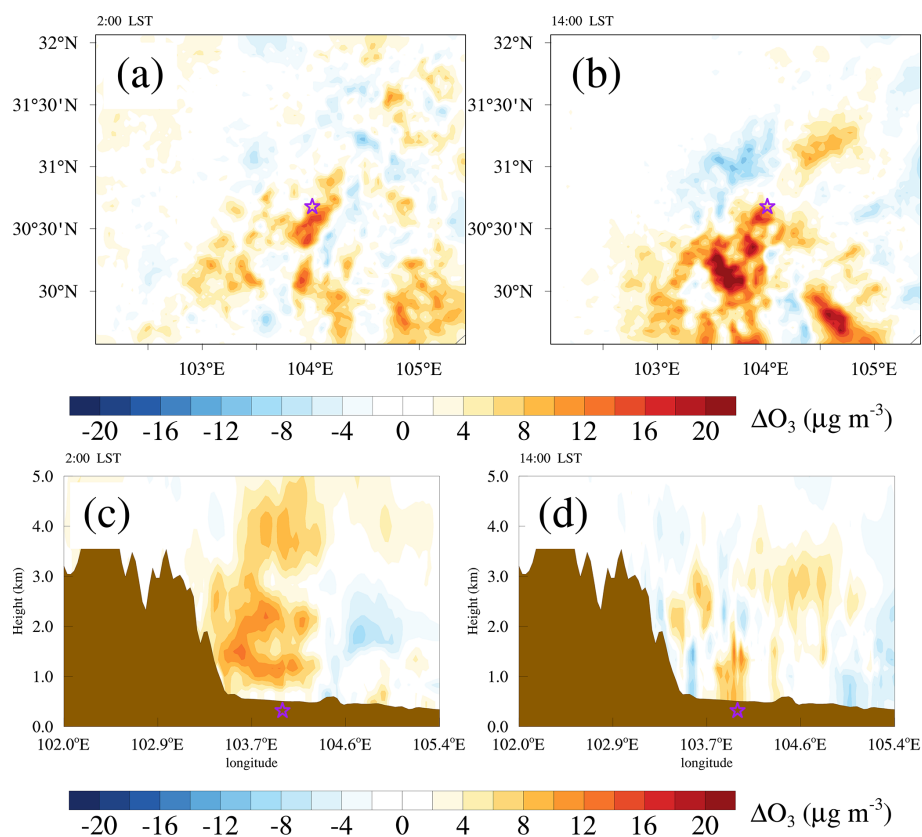 2:00 LST
14:00 LST
(a)
(b)
32°N
31°30'N
31°N
30°30'N
30°N
103°E
104°E
105°E
32°N
31°30'N
31°N
30°30'N
30°N
103°E
104°E
105°E
-20 -16 -12 -8 -4 0 4 8 12 16 20 ΔO₃ (μg m⁻³)
2:00 LST
14:00 LST
(c)
(d)
Height (km)
5.0
4.0
3.0
2.0
1.0
0.0
102.0°E 102.9°E 103.7°E 104.6°E 105.4°E
longitude
Height (km)
5.0
4.0
3.0
2.0
1.0
0.0
102.0°E 102.9°E 103.7°E 104.6°E 105.4°E
longitude
-20 -16 -12 -8 -4 0 4 8 12 16 20 ΔO₃ (μg m⁻³)